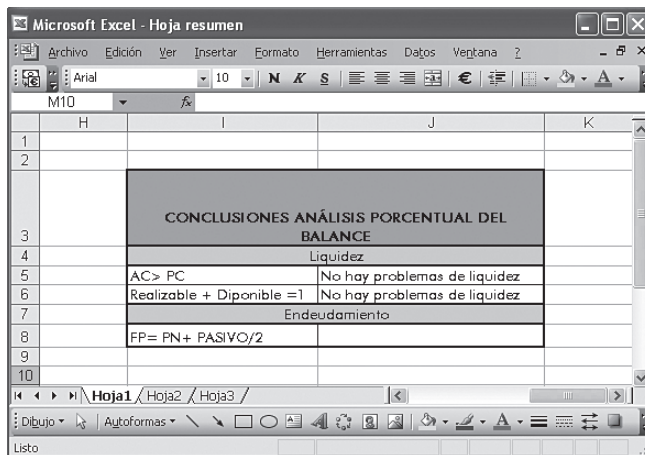 Microsoft Excel - Hoja resumen
Archivo Edición Ver Insertar Formato Herramientas Datos Ventana ?
Arial 10 N K S €
M10 fx
H I J K
1
2
3 CONCLUSIONES ANÁLISIS PORCENTUAL DEL
BALANCE
4 Liquidez
5 AC> PC No hay problemas de liquidez
6 Realizable + Diponible =1 No hay problemas de liquidez
7 Endeudamiento
8 FP= PN+ PASIVO/2
9
10
Hoja1 / Hoja2 / Hoja3 /
Dibujo Autoformas
Listo